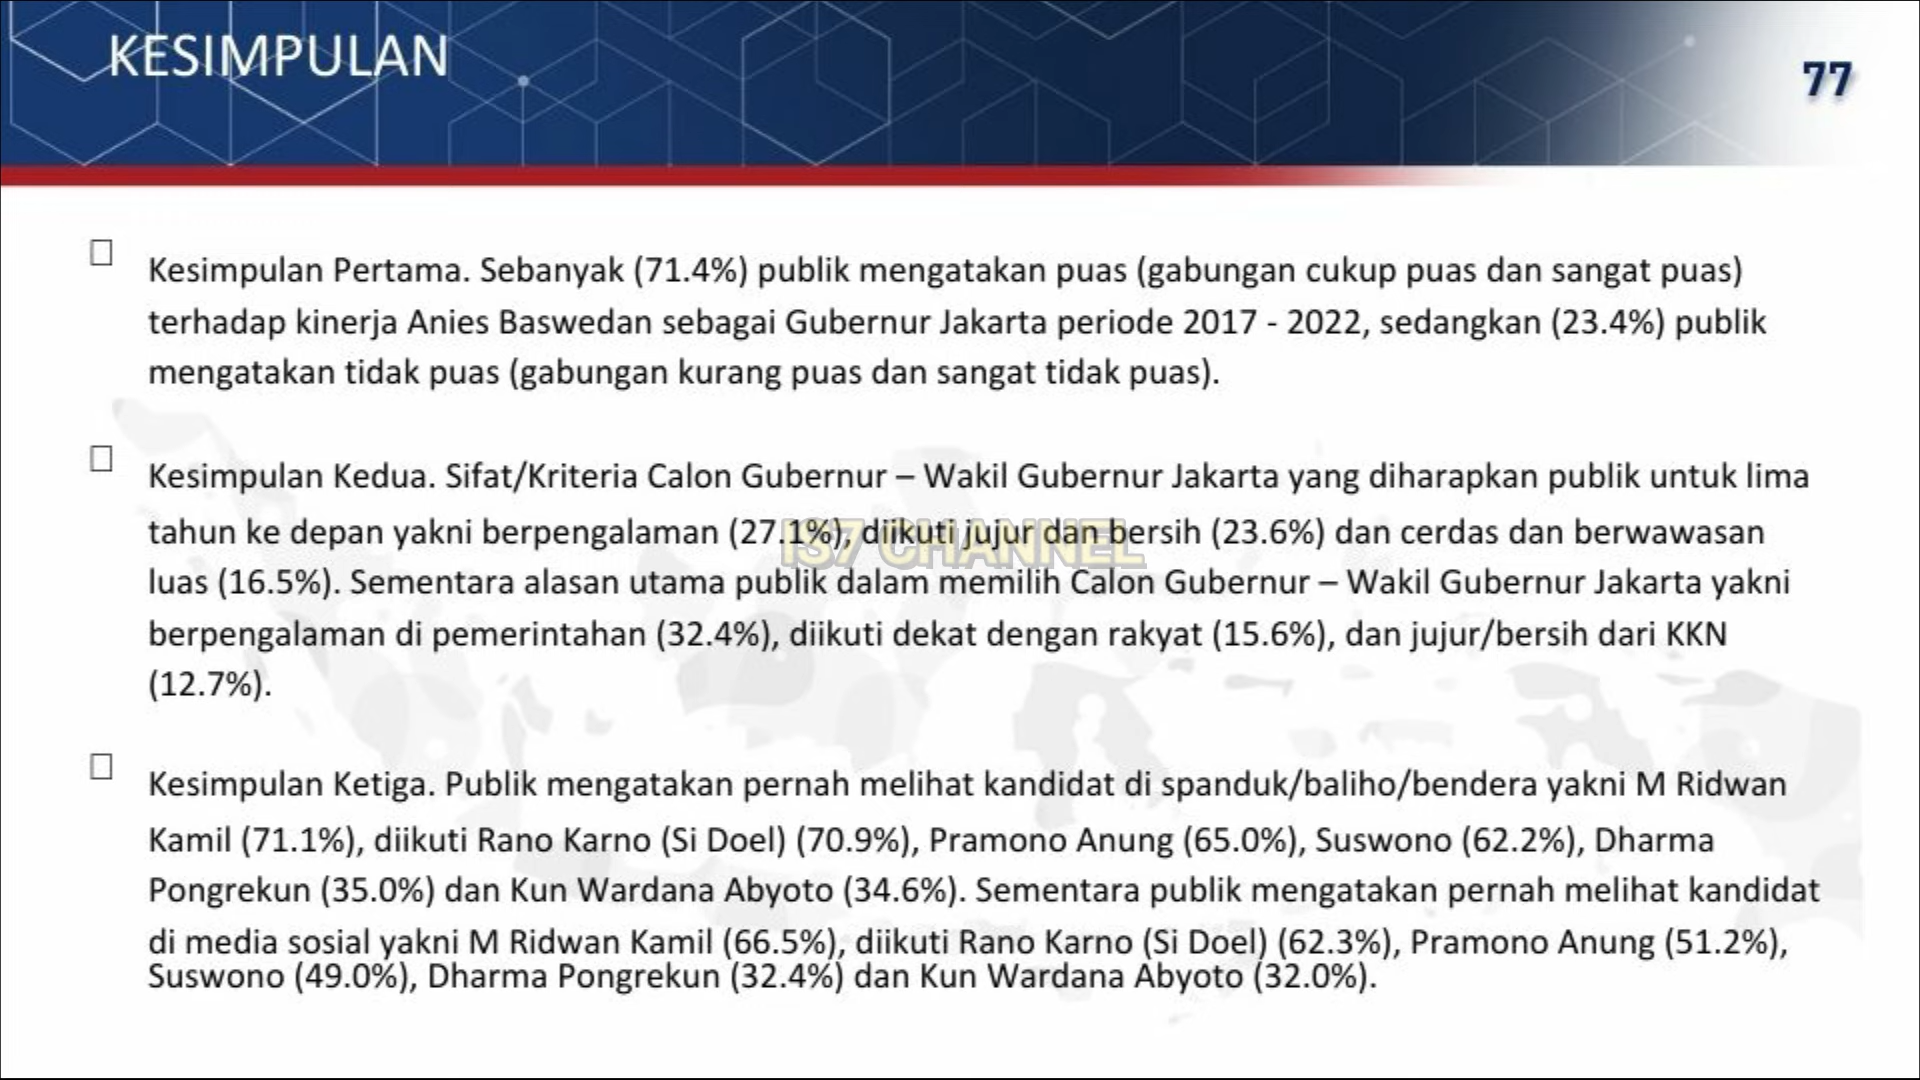 KESIMPULAN
77
Kesimpulan Pertama. Sebanyak (71.4%) publik mengatakan puas (gabungan cukup puas dan sangat puas)
terhadap kinerja Anies Baswedan sebagai Gubernur Jakarta periode 2017 - 2022, sedangkan (23.4%) publik
mengatakan tidak puas (gabungan kurang puas dan sangat tidak puas).
Kesimpulan Kedua. Sifat/Kriteria Calon Gubernur – Wakil Gubernur Jakarta yang diharapkan publik untuk lima
tahun ke depan yakni berpengalaman (27.1%), diikuti jujur dan bersih (23.6%) dan cerdas dan berwawasan
IS7 CHANNEL
luas (16.5%). Sementara alasan utama publik dalam memilih Calon Gubernur – Wakil Gubernur Jakarta yakni
berpengalaman di pemerintahan (32.4%), diikuti dekat dengan rakyat (15.6%), dan jujur/bersih dari KKN
(12.7%).
Kesimpulan Ketiga. Publik mengatakan pernah melihat kandidat di spanduk/baliho/bendera yakni M Ridwan
Kamil (71.1%), diikuti Rano Karno (Si Doel) (70.9%), Pramono Anung (65.0%), Suswono (62.2%), Dharma
Pongrekun (35.0%) dan Kun Wardana Abyoto (34.6%). Sementara publik mengatakan pernah melihat kandidat
di media sosial yakni M Ridwan Kamil (66.5%), diikuti Rano Karno (Si Doel) (62.3%), Pramono Anung (51.2%),
Suswono (49.0%), Dharma Pongrekun (32.4%) dan Kun Wardana Abyoto (32.0%).